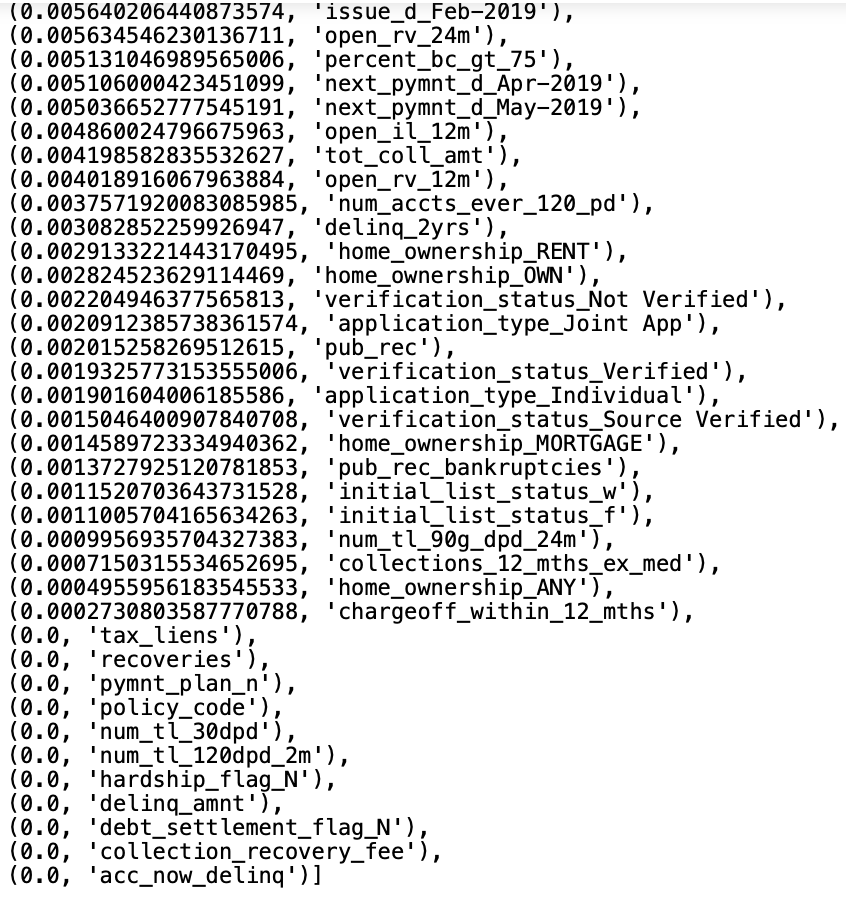 (0.005640206440873574, 'issue_d_Feb-2019'),
(0.005634546230136711, 'open_rv_24m'),
(0.005131046989565006, 'percent_bc_gt_75'),
(0.005106000423451099, 'next_pymnt_d_Apr-2019'),
(0.005036652777545191, 'next_pymnt_d_May-2019'),
(0.004860024796675963, 'open_il_12m'),
(0.004198582835532627, 'tot_coll_amt'),
(0.004018916067963884, 'open_rv_12m'),
(0.0037571920083085985, 'num_accts_ever_120_pd'),
(0.003082852259926947, 'delinq_2yrs'),
(0.0029133221443170495, 'home_ownership_RENT'),
(0.002824523629114469, 'home_ownership_OWN'),
(0.002204946377565813, 'verification_status_Not Verified'),
(0.0020912385738361574, 'application_type_Joint App'),
(0.002015258269512615, 'pub_rec'),
(0.0019325773153555006, 'verification_status_Verified'),
(0.001901604006185586, 'application_type_Individual'),
(0.0015046400907840708, 'verification_status_Source Verified'),
(0.0014589723334940362, 'home_ownership_MORTGAGE'),
(0.0013727925120781853, 'pub_rec_bankruptcies'),
(0.0011520703643731528, 'initial_list_status_w'),
(0.0011005704165634263, 'initial_list_status_f'),
(0.0009956935704327383, 'num_tl_90g_dpd_24m'),
(0.0007150315534652695, 'collections_12_mths_ex_med'),
(0.0004955956183545533, 'home_ownership_ANY'),
(0.0002730803587770788, 'chargeoff_within_12_mths'),
(0.0, 'tax_liens'),
(0.0, 'recoveries'),
(0.0, 'pymnt_plan_n'),
(0.0, 'policy_code'),
(0.0, 'num_tl_30dpd'),
(0.0, 'num_tl_120dpd_2m'),
(0.0, 'hardship_flag_N'),
(0.0, 'delinq_amnt'),
(0.0, 'debt_settlement_flag_N'),
(0.0, 'collection_recovery_fee'),
(0.0, 'acc_now_delinq')]